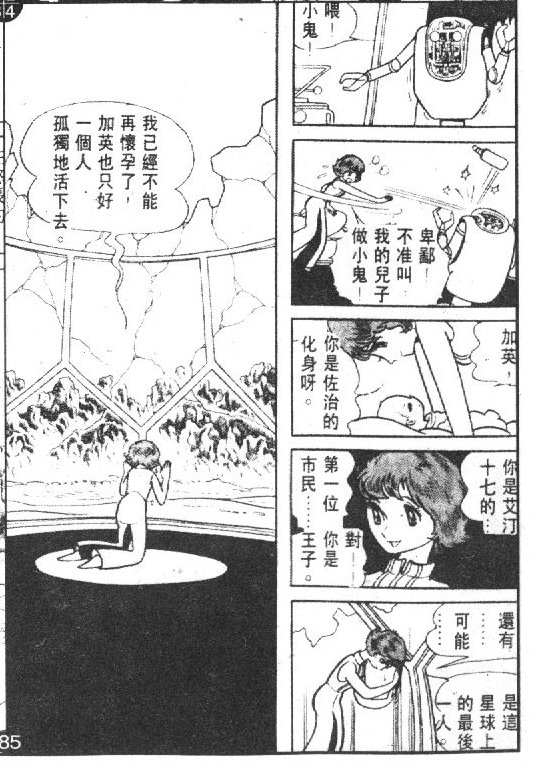 喂！
小鬼！
卑鄙！
不准叫
我的兒子
做小鬼！
加英，
你是佐治的
化身呀。
你是艾汀
十七的……
對！
你是
第一位
市民……王子。
還有
……
可能
……
是這
星球上
的最後
一人。
我已經不能
再懷孕了，
加英也只好
一個人
孤獨地活下去。
85